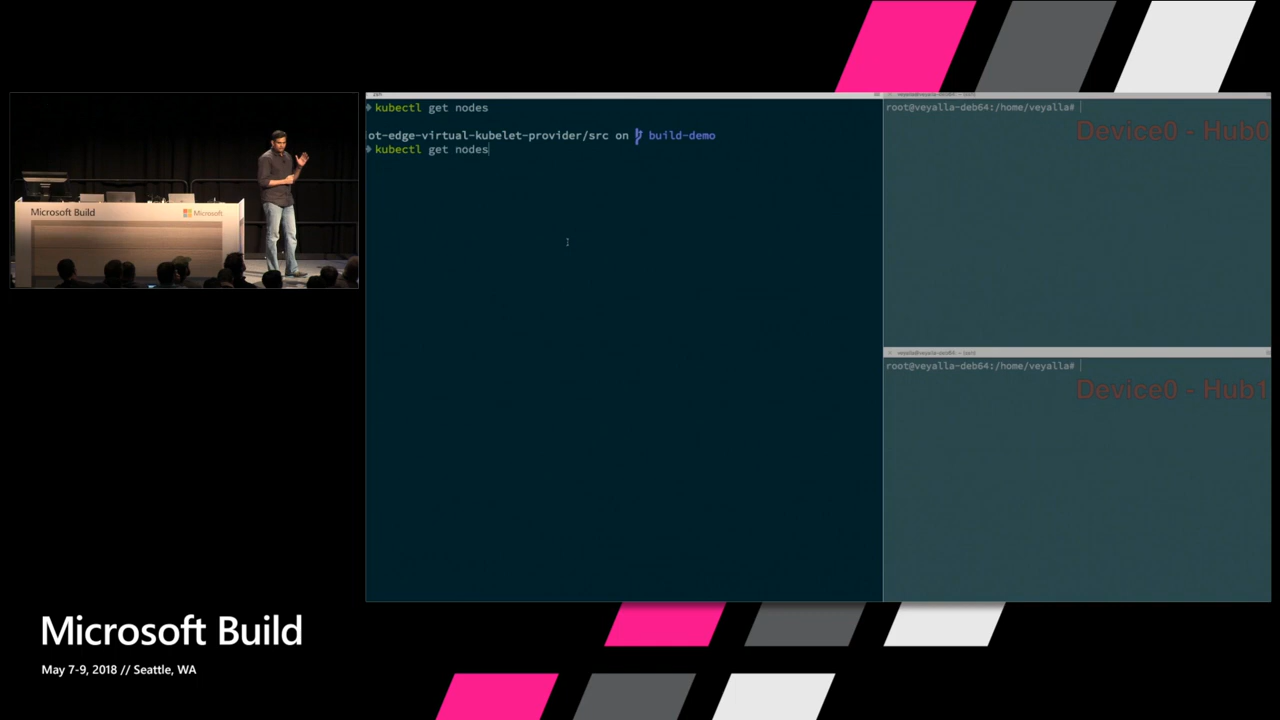 Microsoft Build
Microsoft
zsh
kubectl get nodes
ot-edge-virtual-kubelet-provider/src on build-demo
kubectl get nodes
root@veyalla-deb64:/home/veyalla#
Device0 - Hub0
root@veyalla-deb64:/home/veyalla#
Device0 - Hub1
Microsoft Build
May 7-9, 2018 // Seattle, WA